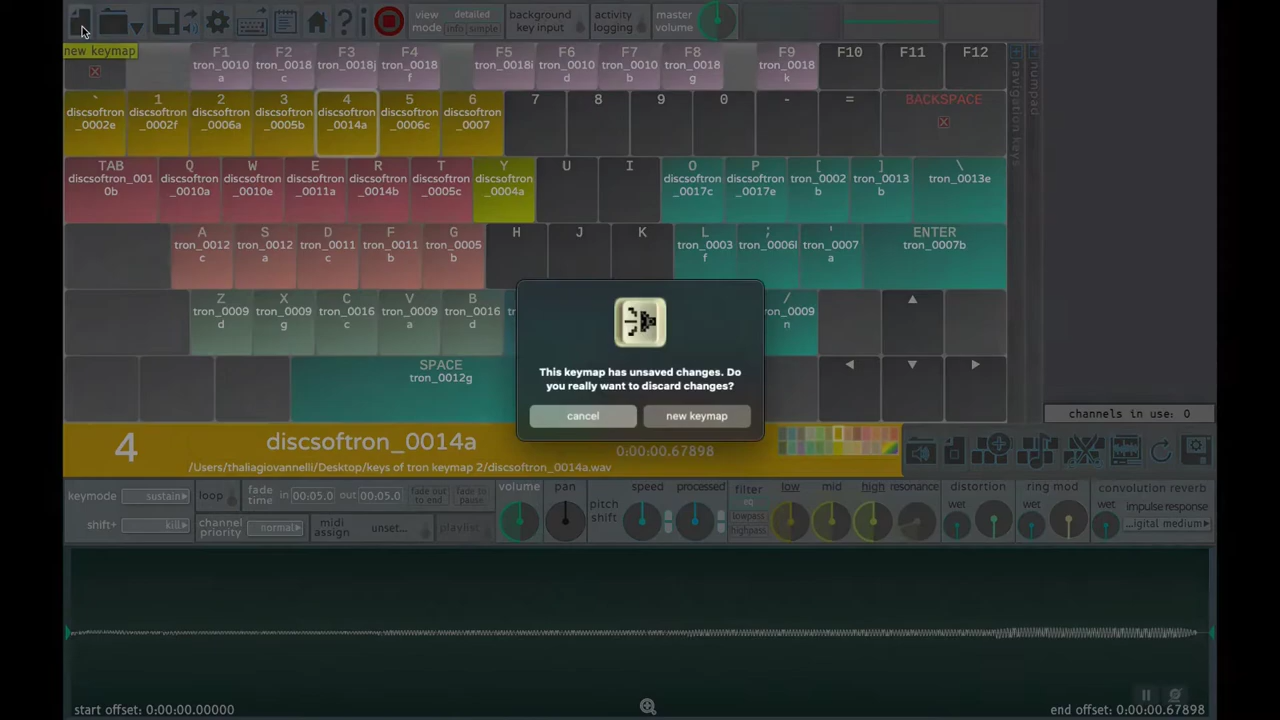 view
mode
detailed
info | simple
background
key input
activity
logging
master
volume
new keymap
F1
tron_0010
a
F2
tron_0018
c
F3
tron_0018j
F4
tron_0018
f
F5
tron_0018i
F6
tron_0010
d
F7
tron_0010
b
F8
tron_0018
g
F9
tron_0018
k
F10
F11
F12
`
discsoftron
_0002e
1
discsoftron
_0002f
2
discsoftron
_0006a
3
discsoftron
_0005b
4
discsoftron
_0014a
5
discsoftron
_0006c
6
discsoftron
_0007
7
8
9
0
-
=
BACKSPACE
TAB
discsoftron_001
0b
Q
discsoftron
_0010a
W
discsoftron
_0010e
E
discsoftron
_0011a
R
discsoftron
_0014b
T
discsoftron
_0005c
Y
discsoftron
_0004a
U
I
O
discsoftron
_0017c
P
discsoftron
_0017e
[
tron_0002
b
]
tron_0013
b
\
tron_0013e
A
tron_0012
c
S
tron_0012
a
D
tron_0011
c
F
tron_0011
b
G
tron_0005
b
H
J
K
L
tron_0003
f
;
tron_0006l
'
tron_0007
a
ENTER
tron_0007b
Z
tron_0009
d
X
tron_0009
g
C
tron_0016
c
V
tron_0009
a
B
tron_0016
d
/
tron_0009
n
SPACE
tron_0012g
navigation keys
numpad
This keymap has unsaved changes. Do
you really want to discard changes?
cancel
new keymap
channels in use: 0
4
discsoftron_0014a
/Users/thaliagiovannelli/Desktop/keys of tron keymap 2/discsoftron_0014a.wav
0:00:00.67898
keymode
sustain
shift+
kill
loop
channel
priority
normal
fade
time
in 00:05.0
out 00:05.0
fade out
to end
fade to
pause
midi
assign
unset...
playlist
volume
pan
pitch
shift
speed
processed
filter
eq
lowpass
highpass
low
mid
high
resonance
distortion
wet
ring mod
wet
convolution reverb
wet
impulse response
...igital medium
start offset: 0:00:00.00000
end offset: 0:00:00.67898